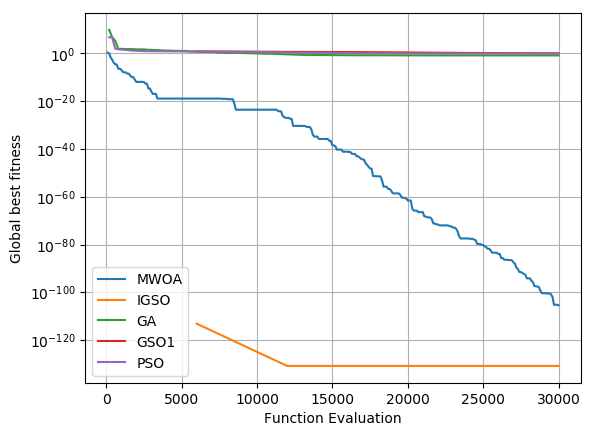 Global best fitness
10^0
10^-20
10^-40
10^-60
10^-80
10^-100
10^-120
MWOA
IGSO
GA
GSO1
PSO
0 5000 10000 15000 20000 25000 30000
Function Evaluation